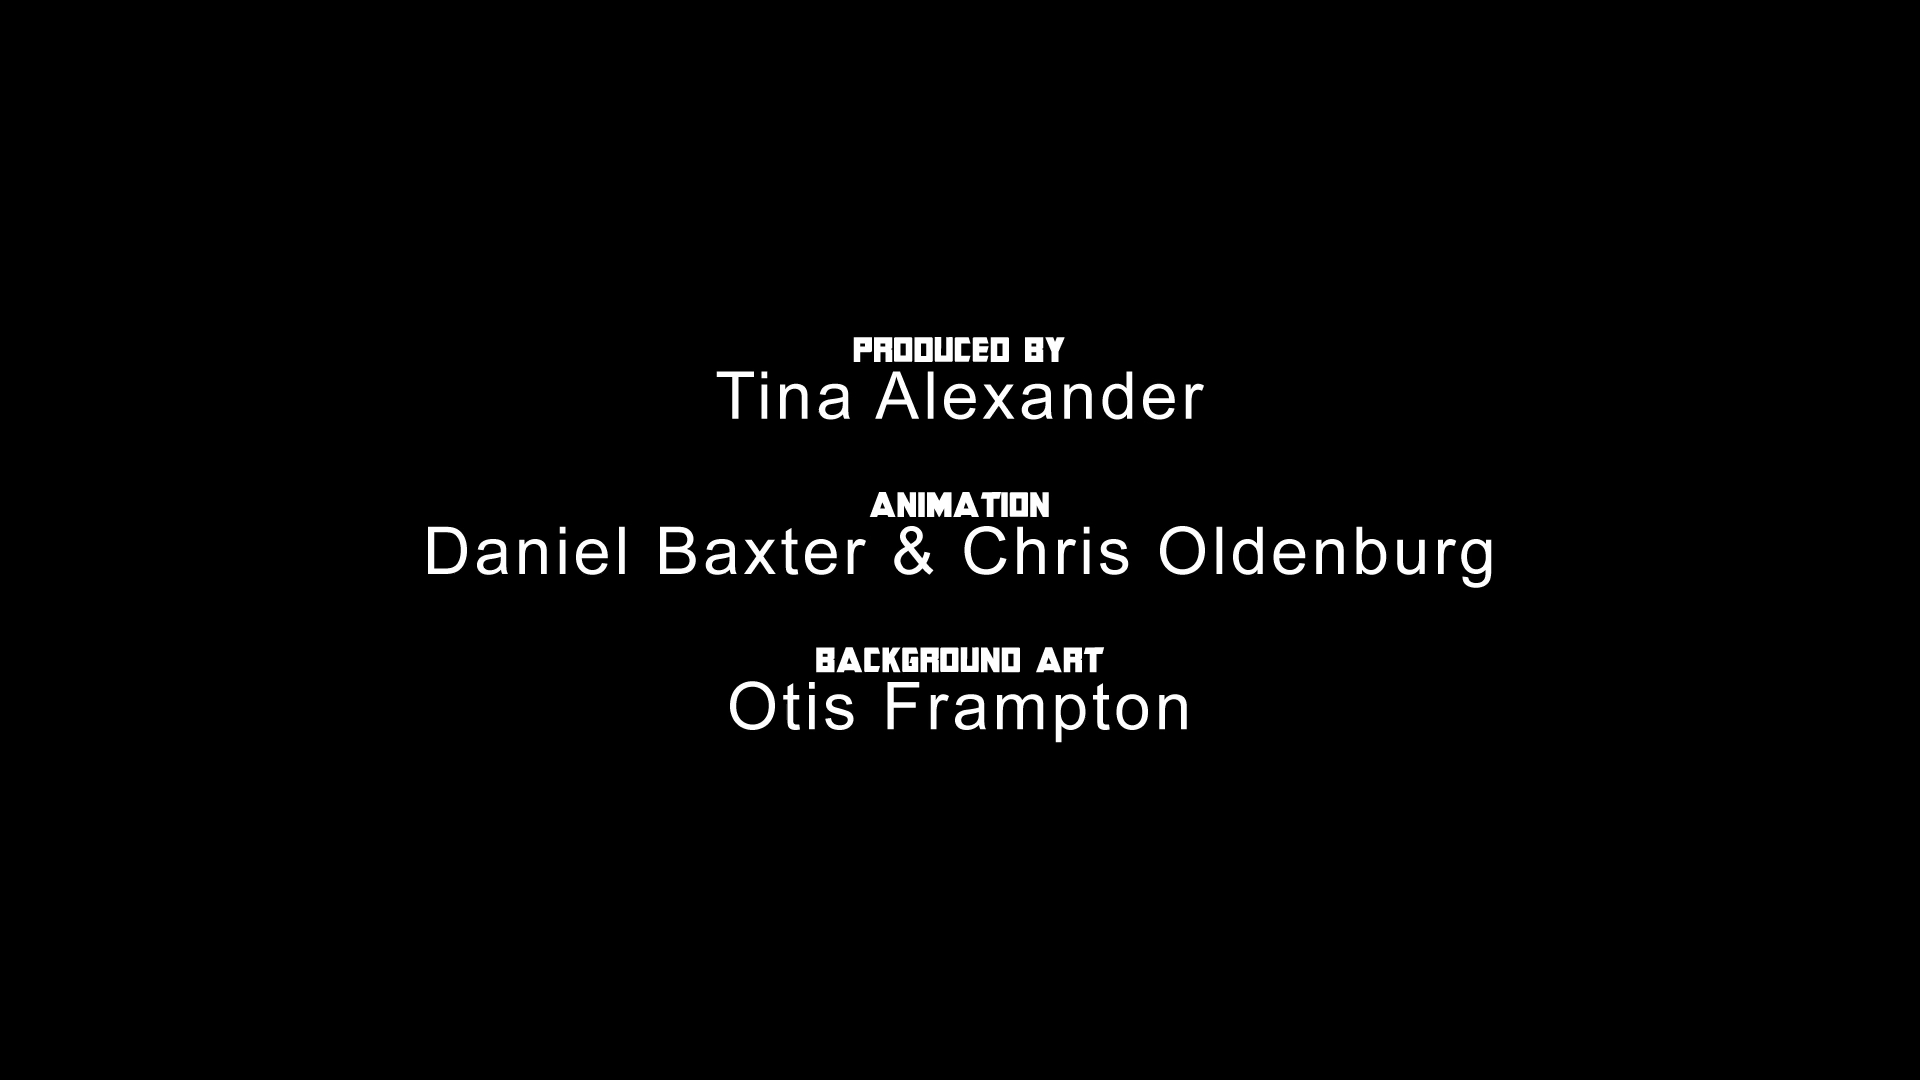 PRODUCED BY
Tina Alexander
ANIMATION
Daniel Baxter & Chris Oldenburg
BACKGROUND ART
Otis Frampton